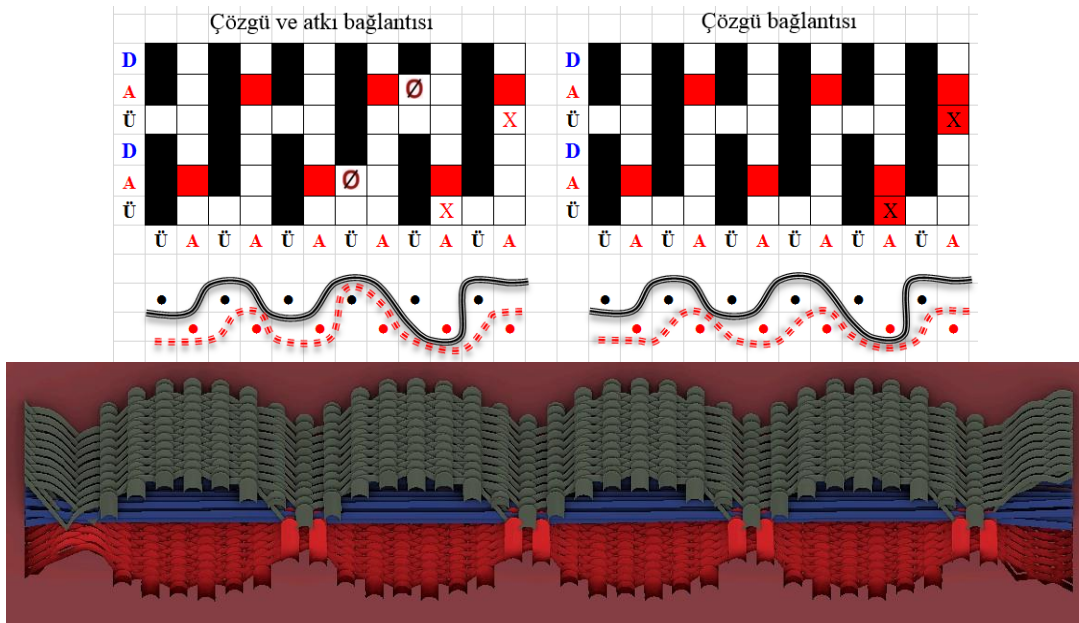 Çözgü ve atkı bağlantısı Çözgü bağlantısı
D D
A Ø A
Ü X Ü X
D D
A Ø A
Ü X Ü X
Ü A Ü A Ü A Ü A Ü A Ü A Ü A Ü A Ü A Ü A Ü A Ü A